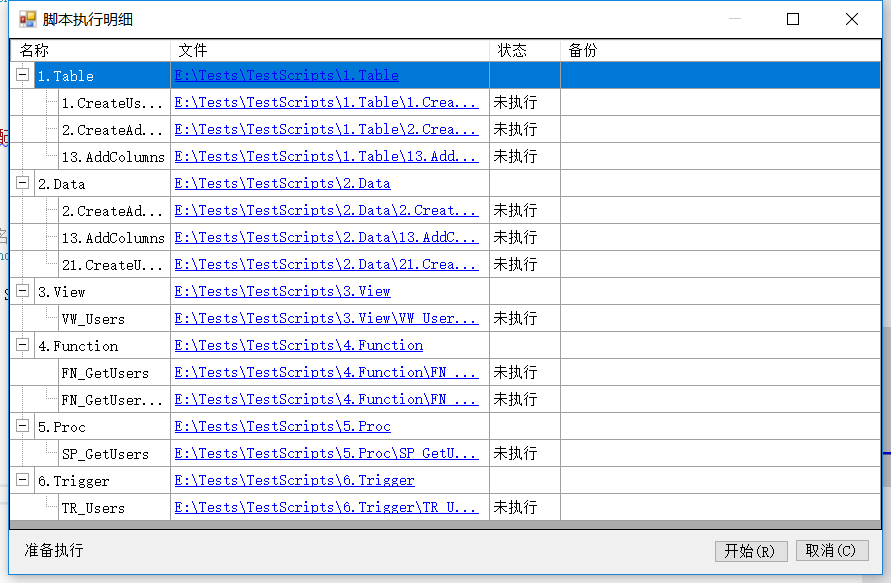 脚本执行明细
名称 文件 状态 备份
1.Table E:\Tests\TestScripts\1.Table
1.CreateUs... E:\Tests\TestScripts\1.Table\1.Crea... 未执行
2.CreateAd... E:\Tests\TestScripts\1.Table\2.Crea... 未执行
13.AddColumns E:\Tests\TestScripts\1.Table\13.Add... 未执行
2.Data E:\Tests\TestScripts\2.Data
2.CreateAd... E:\Tests\TestScripts\2.Data\2.Creat... 未执行
13.AddColumns E:\Tests\TestScripts\2.Data\13.AddC... 未执行
21.CreateU... E:\Tests\TestScripts\2.Data\21.Crea... 未执行
3.View E:\Tests\TestScripts\3.View
VW_Users E:\Tests\TestScripts\3.View\VW_User... 未执行
4.Function E:\Tests\TestScripts\4.Function
FN_GetUsers E:\Tests\TestScripts\4.Function\FN_... 未执行
FN_GetUser... E:\Tests\TestScripts\4.Function\FN_... 未执行
5.Proc E:\Tests\TestScripts\5.Proc
SP_GetUsers E:\Tests\TestScripts\5.Proc\SP_GetU... 未执行
6.Trigger E:\Tests\TestScripts\6.Trigger
TR_Users E:\Tests\TestScripts\6.Trigger\TR_U... 未执行
准备执行 开始(R) 取消(C)